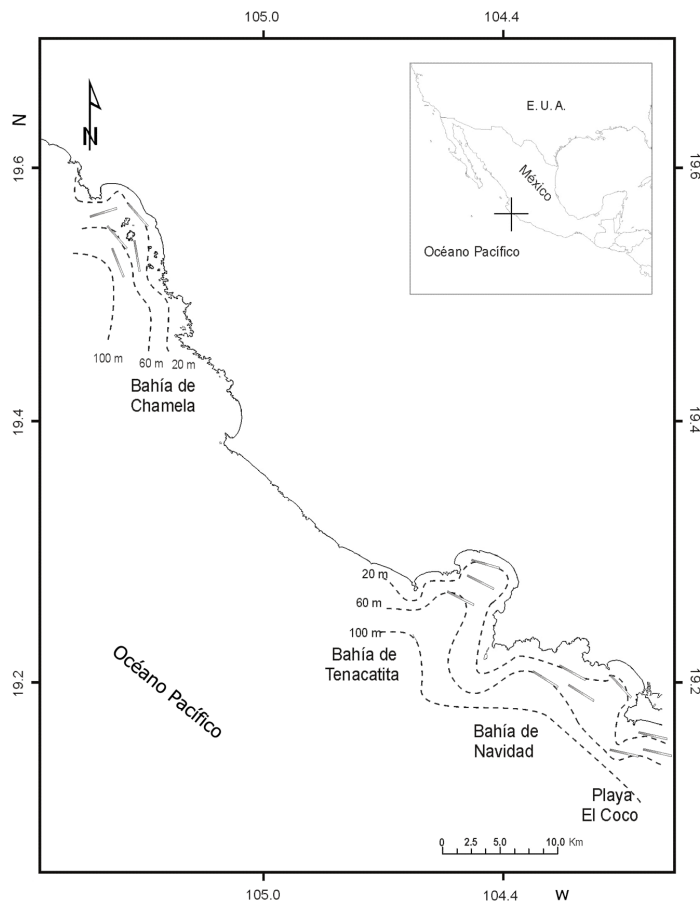 105.0
104.4
N
N
E. U. A.
México
Océano Pacífico
19.6
19.6
100 m
60 m
20 m
Bahía de
Chamela
19.4
19.4
20 m
60 m
100 m
Bahía de
Tenacatita
Océano Pacífico
19.2
19.2
Bahía de
Navidad
Playa
El Coco
0
2.5
5.0
10.0
Km
105.0
104.4
W